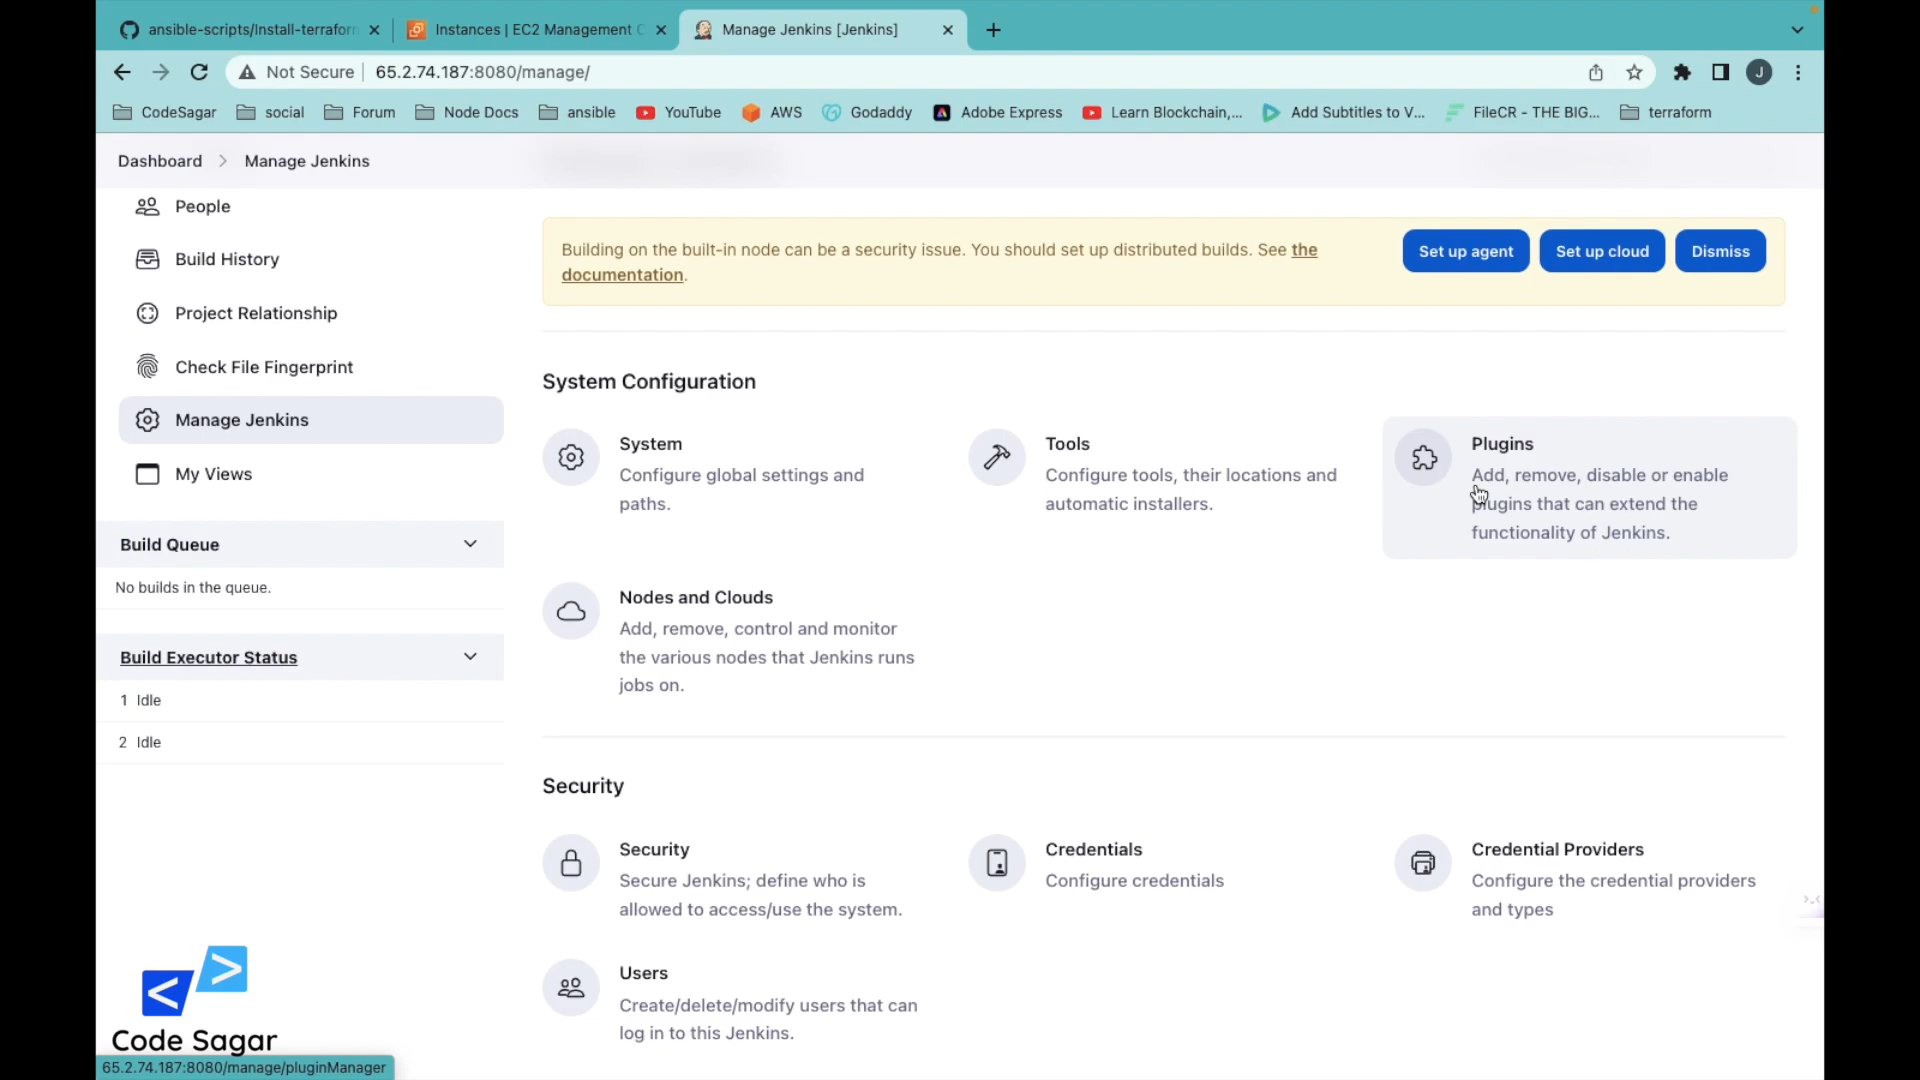 ansible-scripts/Install-terraform
Instances | EC2 Management C
Manage Jenkins [Jenkins]
Not Secure
65.2.74.187:8080/manage/
J
CodeSagar
social
Forum
Node Docs
ansible
YouTube
AWS
Godaddy
Adobe Express
Learn Blockchain,...
Add Subtitles to V...
FileCR - THE BIG...
terraform
Dashboard
Manage Jenkins
People
Build History
Project Relationship
Check File Fingerprint
Manage Jenkins
My Views
Build Queue
No builds in the queue.
Build Executor Status
1 Idle
2 Idle
Building on the built-in node can be a security issue. You should set up distributed builds. See the
documentation.
Set up agent
Set up cloud
Dismiss
System Configuration
System
Configure global settings and
paths.
Tools
Configure tools, their locations and
automatic installers.
Plugins
Add, remove, disable or enable
plugins that can extend the
functionality of Jenkins.
Nodes and Clouds
Add, remove, control and monitor
the various nodes that Jenkins runs
jobs on.
Security
Security
Secure Jenkins; define who is
allowed to access/use the system.
Credentials
Configure credentials
Credential Providers
Configure the credential providers
and types
Users
Create/delete/modify users that can
log in to this Jenkins.
< >
Code Sagar
65.2.74.187:8080/manage/pluginManager